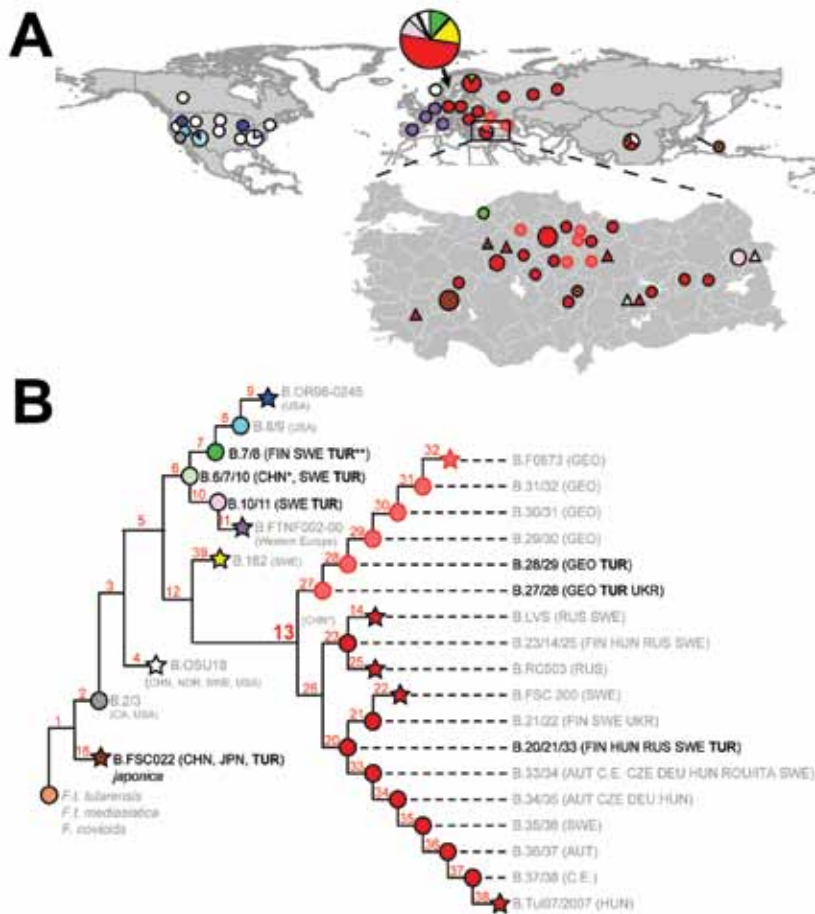 A
B
9
B.OR96-0246
(USA)
8
B.8/9 (USA)
7
B.7/8 (FIN SWE TUR**)
6
B.6/7/10 (CHN*, SWE TUR)
10
B.10/11 (SWE TUR)
11
B.FTNF002-00
(Western Europe)
5
39
B.162 (SWE)
12
3
13
(CHN*)
4
B.OSU18
(CHN, NOR, SWE, USA)
2
B.2/3
(CA, USA)
1
16
B.FSC022 (CHN, JPN, TUR)
japonica
F.t. tularensis
F.t. mediasiatica
F. novicida
32
B.F0673 (GEO)
31
B.31/32 (GEO)
30
B.30/31 (GEO)
29
B.29/30 (GEO)
28
B.28/29 (GEO TUR)
27
B.27/28 (GEO TUR UKR)
14
B.LVS (RUS SWE)
23
B.23/14/25 (FIN HUN RUS SWE)
25
B.RC503 (RUS)
26
22
B.FSC 200 (SWE)
21
B.21/22 (FIN SWE UKR)
20
B.20/21/33 (FIN HUN RUS SWE TUR)
33
B.33/34 (AUT C.E. CZE DEU HUN ROU/ITA SWE)
34
B.34/35 (AUT CZE DEU HUN)
35
B.35/36 (SWE)
36
B.36/37 (AUT)
37
B.37/38 (C.E.)
38
B.Tul07/2007 (HUN)